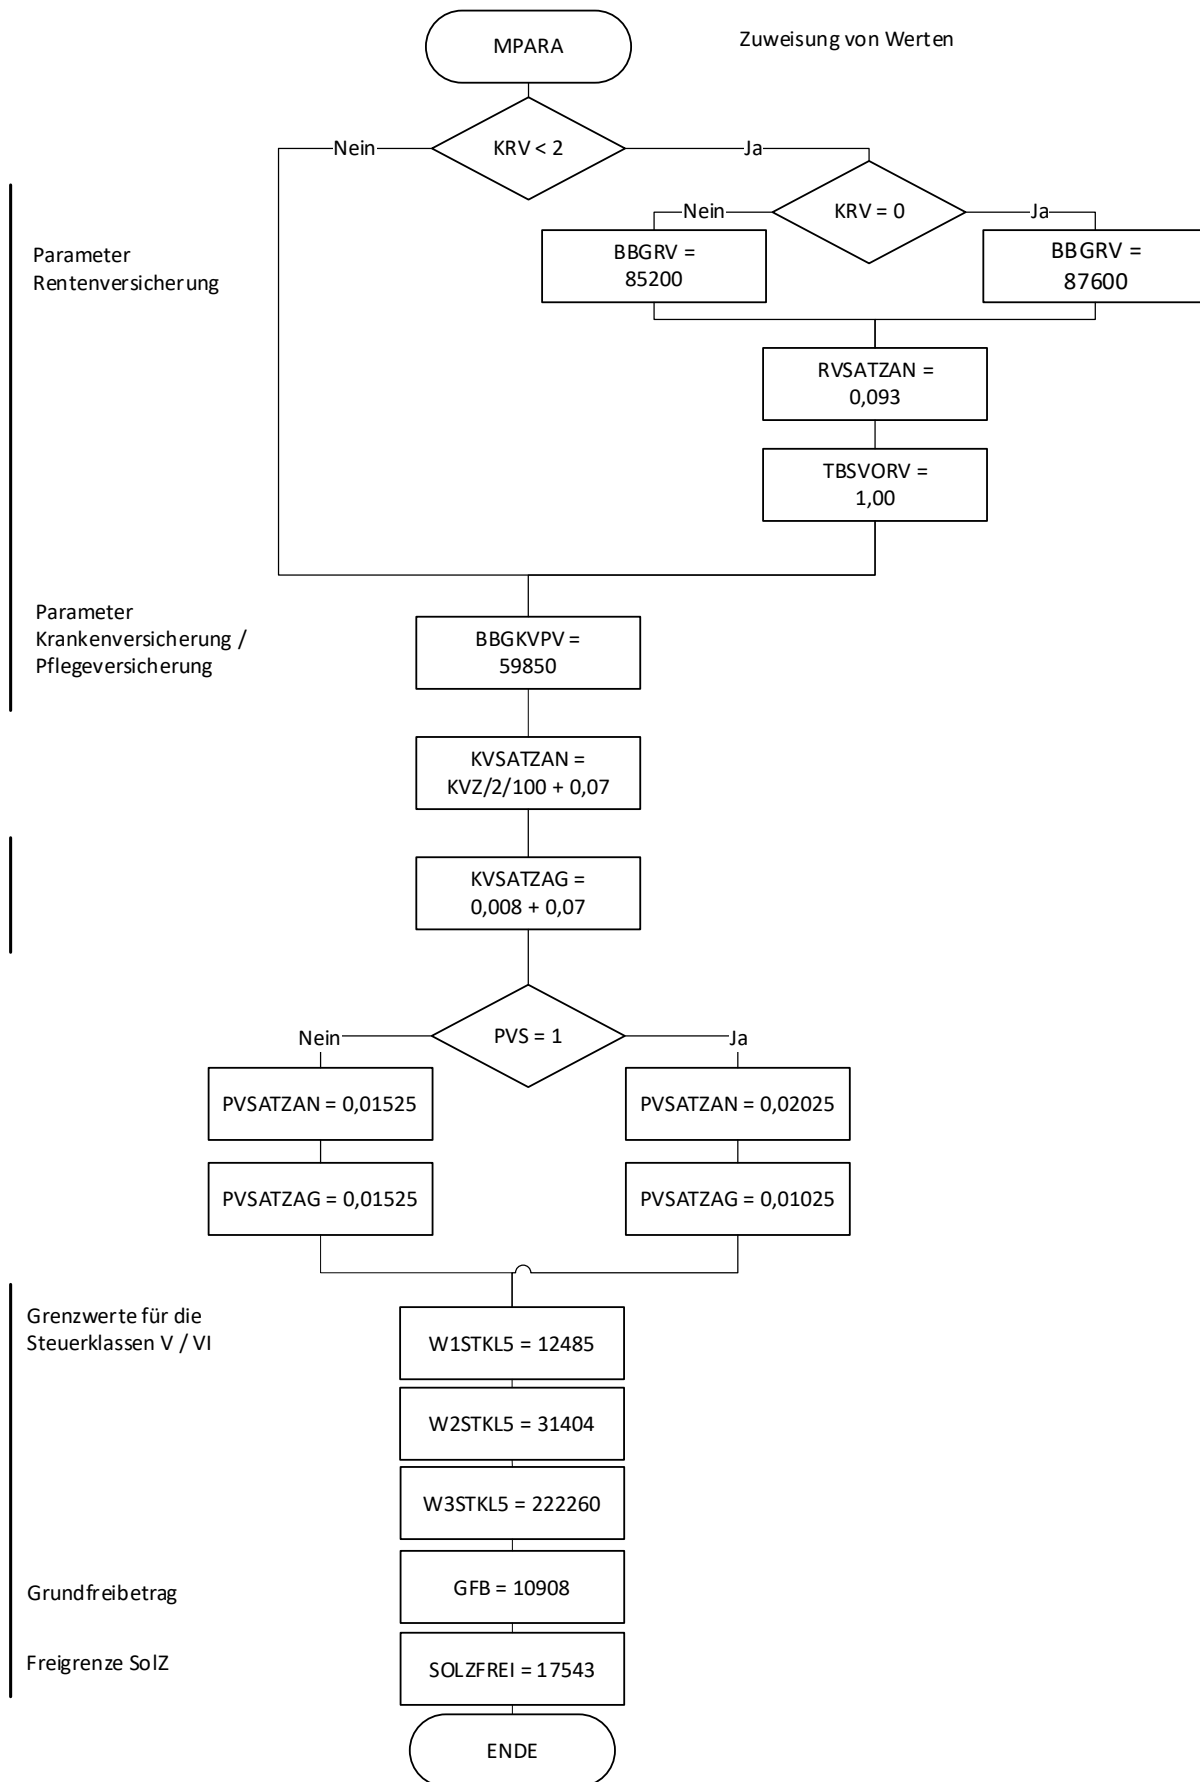 MPARA
Zuweisung von Werten
KRV < 2
Nein
Ja
KRV = 0
Nein
Ja
Parameter
Rentenversicherung
BBGRV =
85200
BBGRV =
87600
RVSATZAN =
0,093
TBSVORV =
1,00
Parameter
Krankenversicherung /
Pflegeversicherung
BBGKVPV =
59850
KVSATZAN =
KVZ/2/100 + 0,07
KVSATZAG =
0,008 + 0,07
PVS = 1
Nein
Ja
PVSATZAN = 0,01525
PVSATZAN = 0,02025
PVSATZAG = 0,01525
PVSATZAG = 0,01025
Grenzwerte für die
Steuerklassen V / VI
W1STKL5 = 12485
W2STKL5 = 31404
W3STKL5 = 222260
Grundfreibetrag
GFB = 10908
Freigrenze SolZ
SOLZFREI = 17543
ENDE